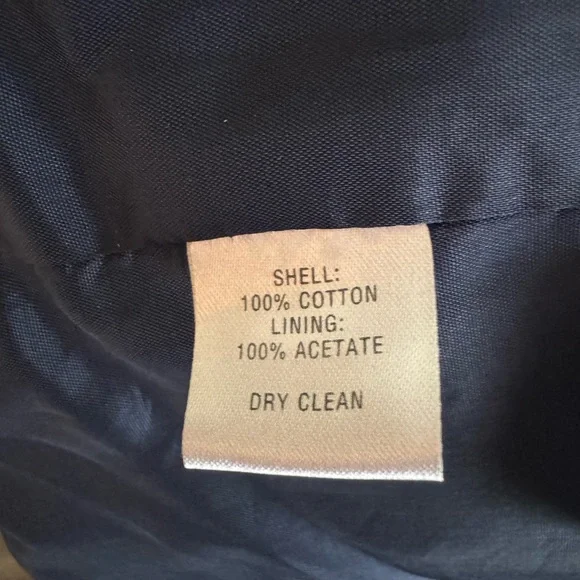 SHELL:
100% COTTON
LINING:
100% ACETATE
DRY CLEAN